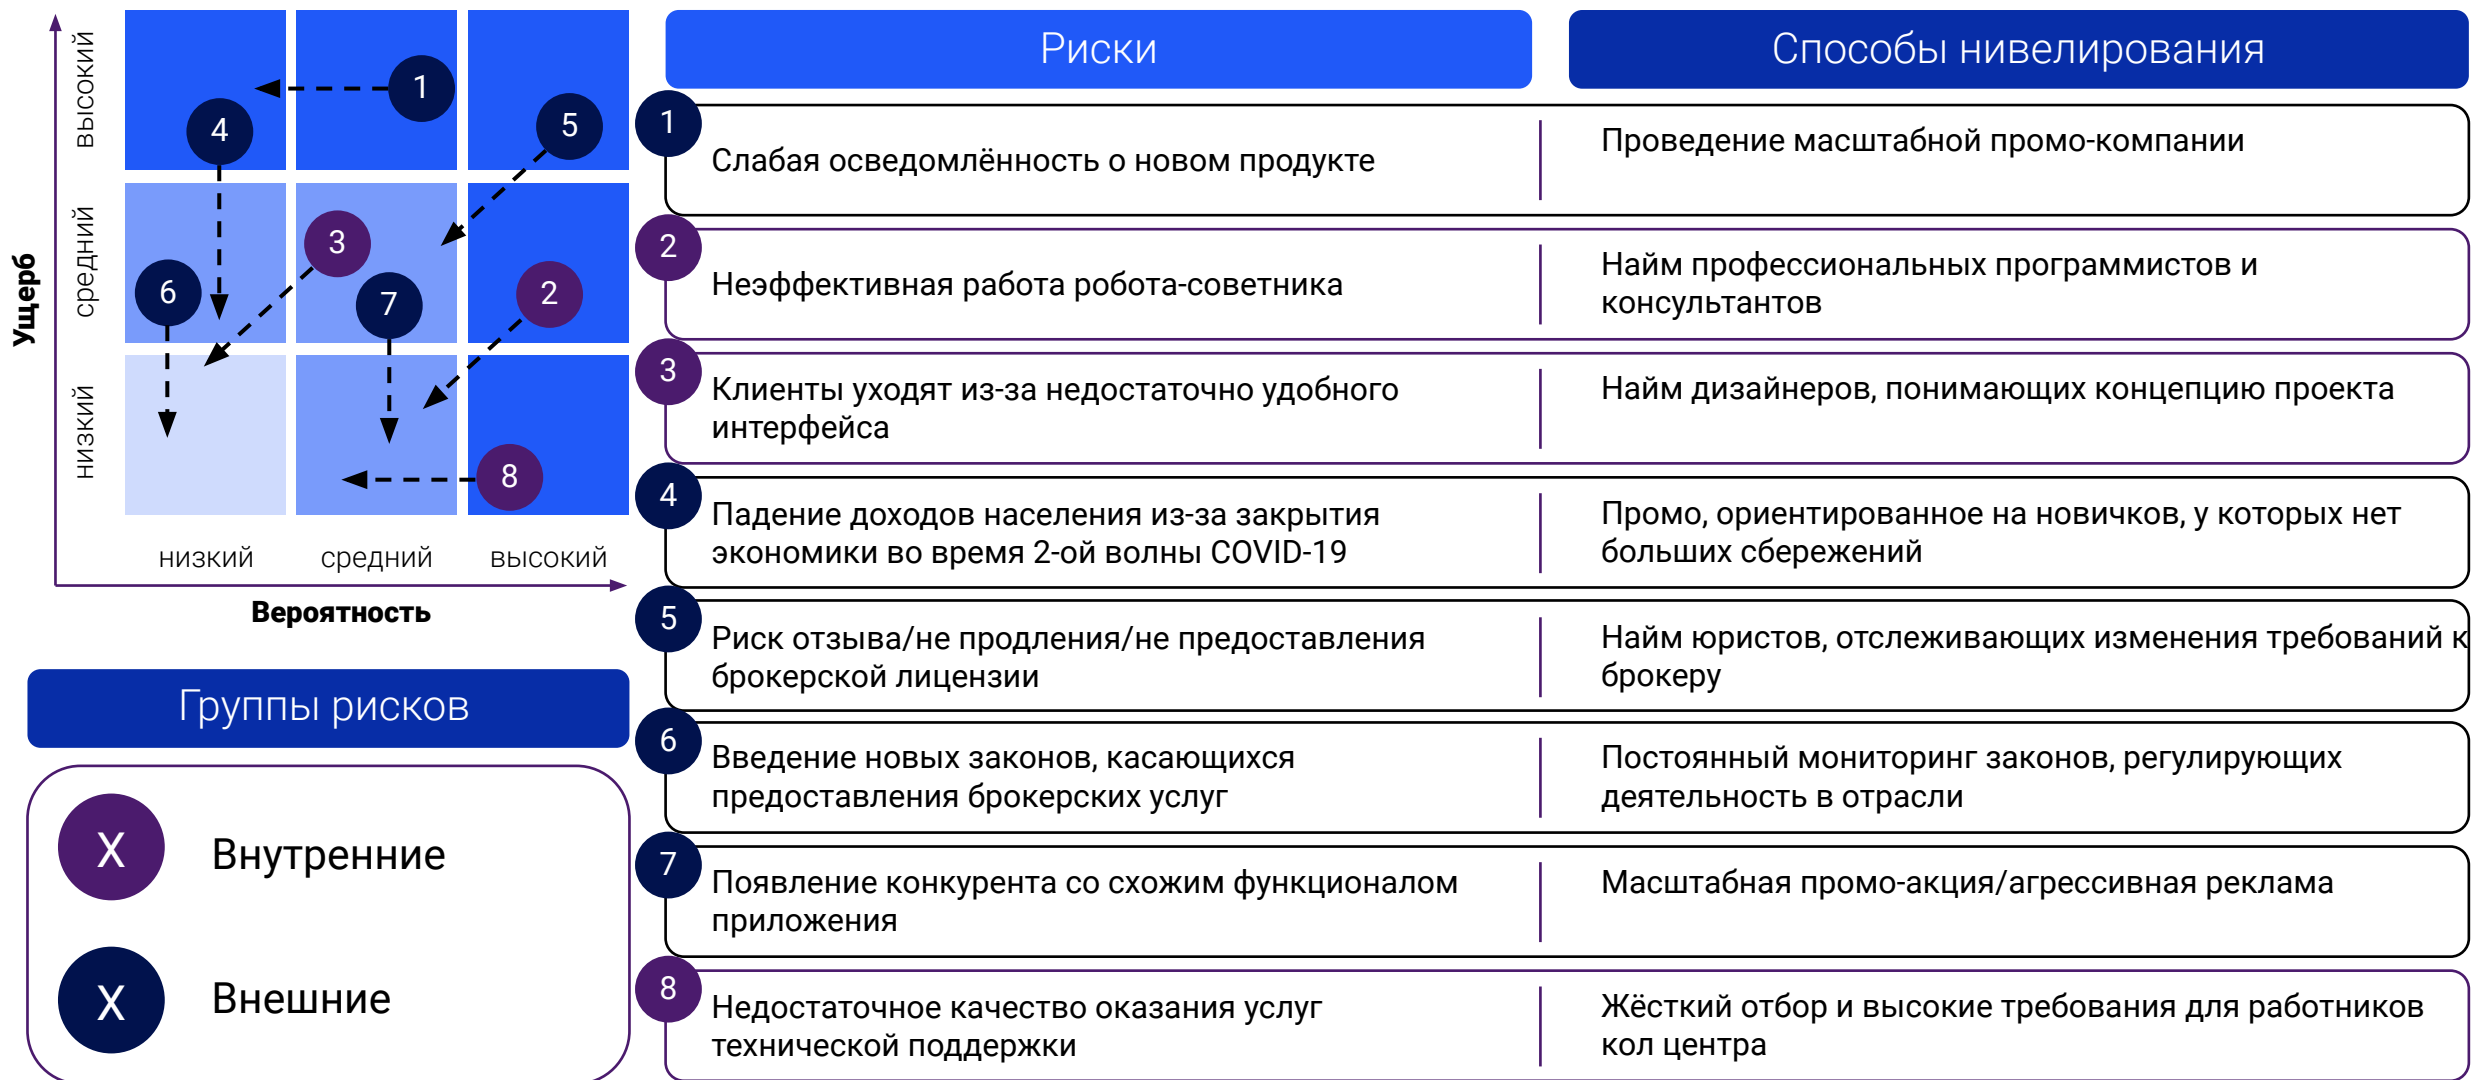 высокий
средний
низкий
Ущерб
1
4
5
3
6
7
2
8
низкий
средний
высокий
Вероятность
Группы рисков
X
Внутренние
X
Внешние
Риски
Способы нивелирования
1
Слабая осведомлённость о новом продукте
Проведение масштабной промо-компании
2
Неэффективная работа робота-советника
Найм профессиональных программистов и
консультантов
3
Клиенты уходят из-за недостаточно удобного
интерфейса
Найм дизайнеров, понимающих концепцию проекта
4
Падение доходов населения из-за закрытия
экономики во время 2-ой волны COVID-19
Промо, ориентированное на новичков, у которых нет
больших сбережений
5
Риск отзыва/не продления/не предоставления
брокерской лицензии
Найм юристов, отслеживающих изменения требований к
брокеру
6
Введение новых законов, касающихся
предоставления брокерских услуг
Постоянный мониторинг законов, регулирующих
деятельность в отрасли
7
Появление конкурента со схожим функционалом
приложения
Масштабная промо-акция/агрессивная реклама
8
Недостаточное качество оказания услуг
технической поддержки
Жёсткий отбор и высокие требования для работников
кол центра